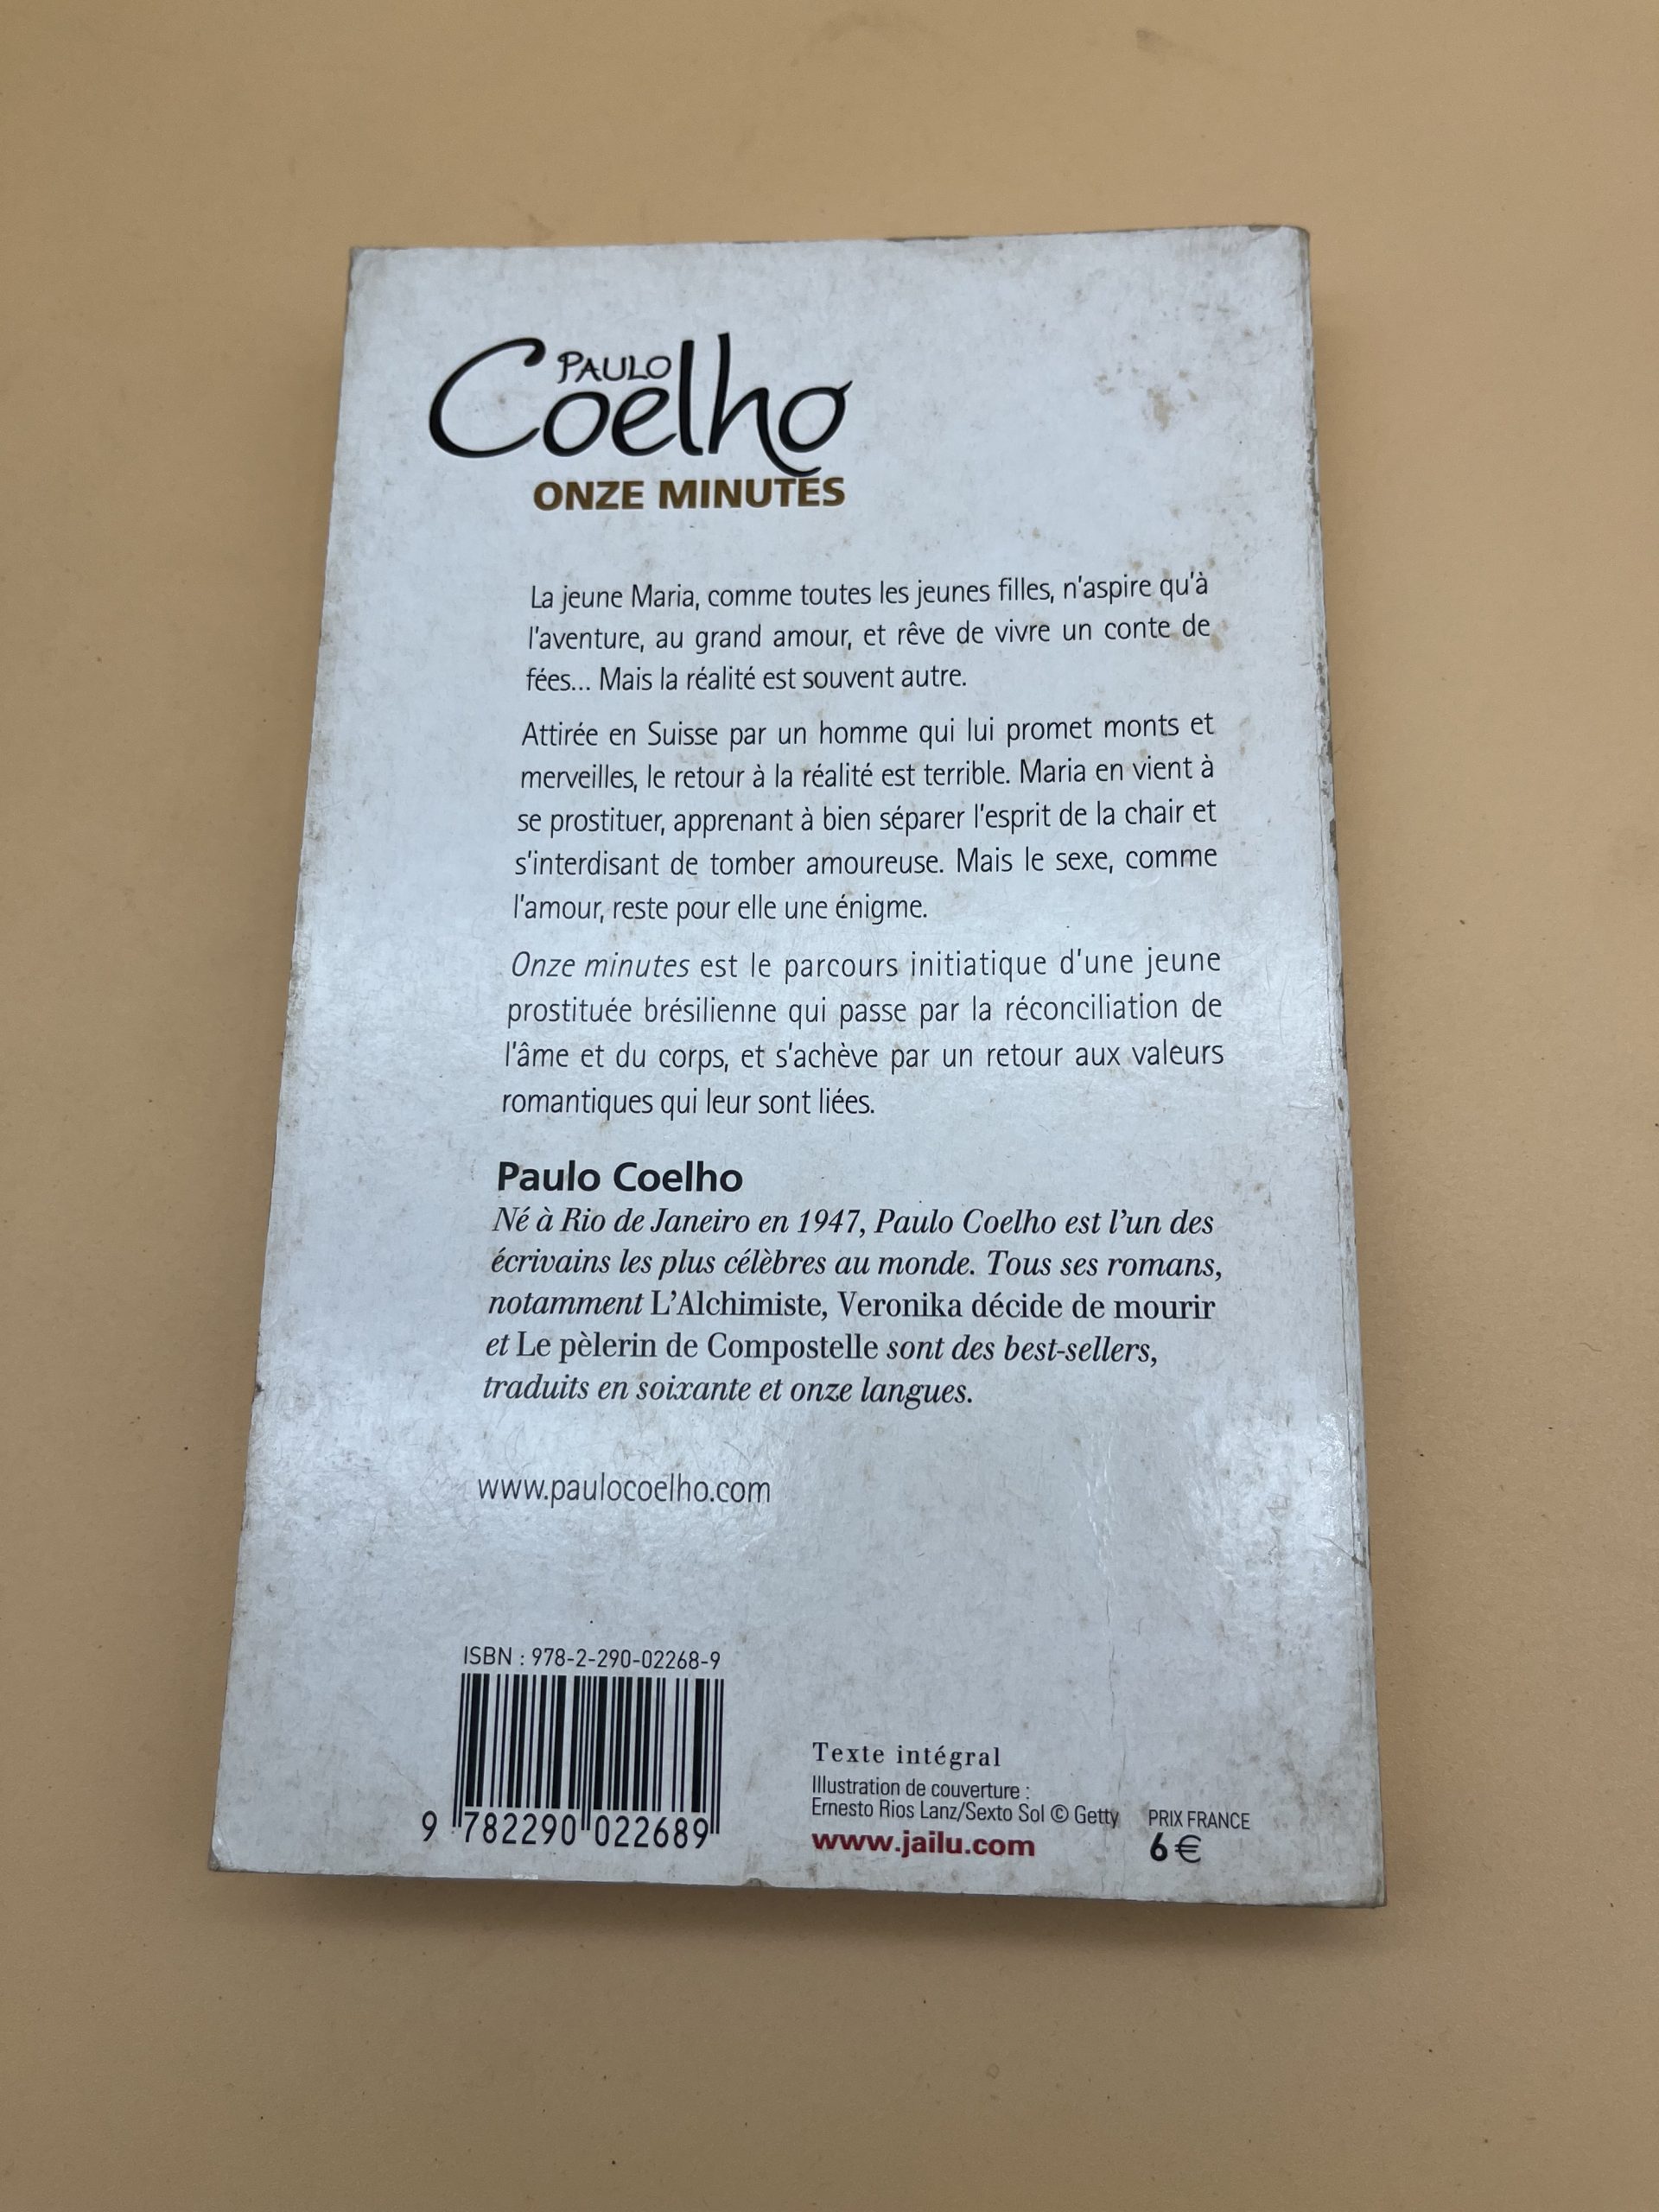 PAULO
Coelho
ONZE MINUTES
La jeune Maria, comme toutes les jeunes filles, n'aspire qu'à
l'aventure, au grand amour, et rêve de vivre un conte de
fées... Mais la réalité est souvent autre.
Attirée en Suisse par un homme qui lui promet monts et
merveilles, le retour à la réalité est terrible. Maria en vient à
se prostituer, apprenant à bien séparer l'esprit de la chair et
s'interdisant de tomber amoureuse. Mais le sexe, comme
l'amour, reste pour elle une énigme.
Onze minutes est le parcours initiatique d'une jeune
prostituée brésilienne qui passe par la réconciliation de
l'âme et du corps, et s'achève par un retour aux valeurs
romantiques qui leur sont liées.
Paulo Coelho
Né à Rio de Janeiro en 1947, Paulo Coelho est l'un des
écrivains les plus célèbres au monde. Tous ses romans,
notamment L'Alchimiste, Veronika décide de mourir
et Le pèlerin de Compostelle sont des best-sellers,
traduits en soixante et onze langues.
www.paulocoelho.com
ISBN : 978-2-290-02268-9
9 782290 022689
Texte intégral
Illustration de couverture :
Ernesto Rios Lanz/Sexto Sol © Getty
www.jailu.com
PRIX FRANCE
6 €